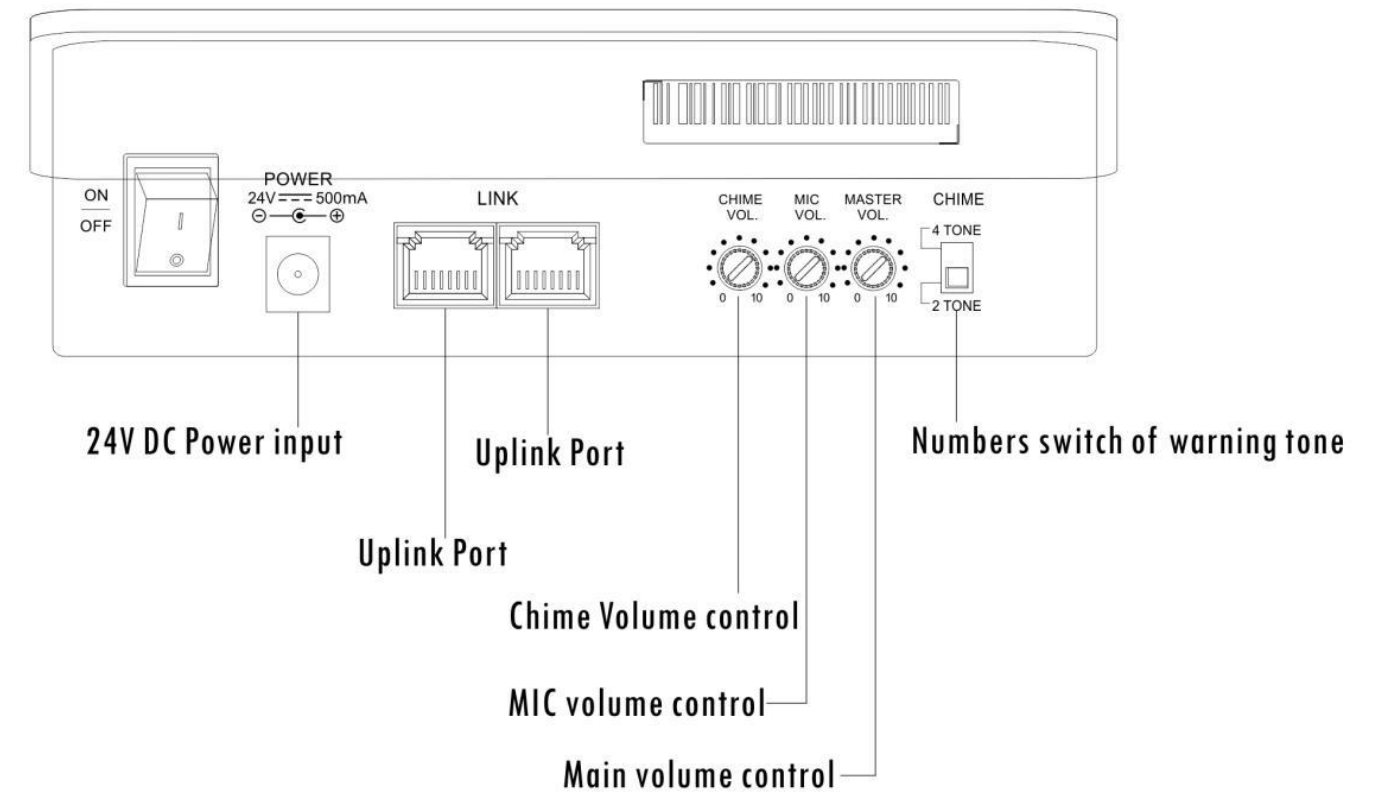 ON
OFF
POWER
24V 500mA
LINK
CHIME
VOL.
MIC
VOL.
MASTER
VOL.
CHIME
4 TONE
2 TONE
0 10
0 10
0 10
24V DC Power input
Uplink Port
Uplink Port
Numbers switch of warning tone
Chime Volume control
MIC volume control
Main volume control